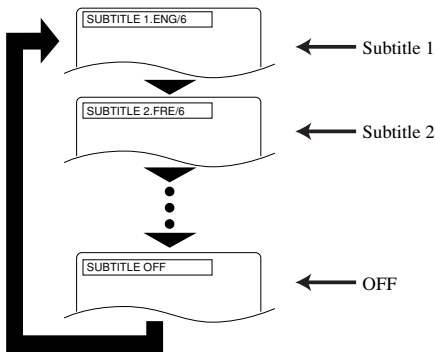 SUBTITLE 1.ENG/6
Subtitle 1
SUBTITLE 2.FRE/6
Subtitle 2
SUBTITLE OFF
OFF